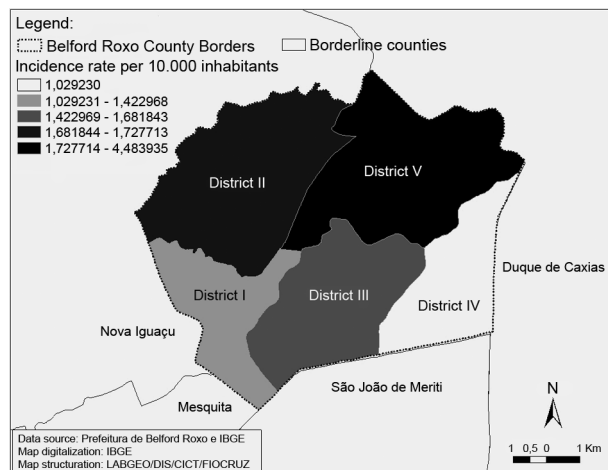 Legend:
Belford Roxo County Borders
Borderline counties
Incidence rate per 10.000 inhabitants
1,029230
1,029231 - 1,422968
1,422969 - 1,681843
1,681844 - 1,727713
1,727714 - 4,483935
District II
District V
Duque de Caxias
District I
District III
District IV
Nova Iguaçu
São João de Meriti
Mesquita
N
Data source: Prefeitura de Belford Roxo e IBGE
Map digitalization: IBGE
Map structuration: LABGEO/DIS/CICT/FIOCRUZ
1 0,5 0 1 Km